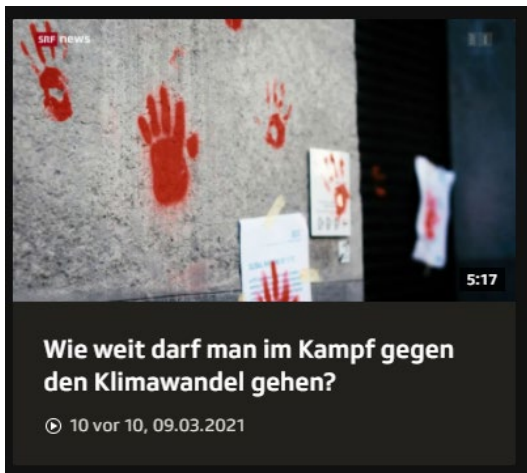 SRF news
5:17
Wie weit darf man im Kampf gegen
den Klimawandel gehen?
10 vor 10, 09.03.2021